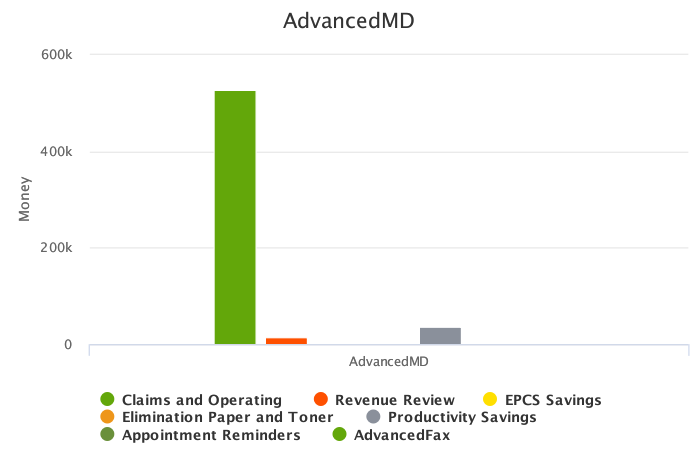 AdvancedMD
600k
400k
200k
0
Money
AdvancedMD
Claims and Operating Revenue Review EPCS Savings
Elimination Paper and Toner Productivity Savings
Appointment Reminders AdvancedFax